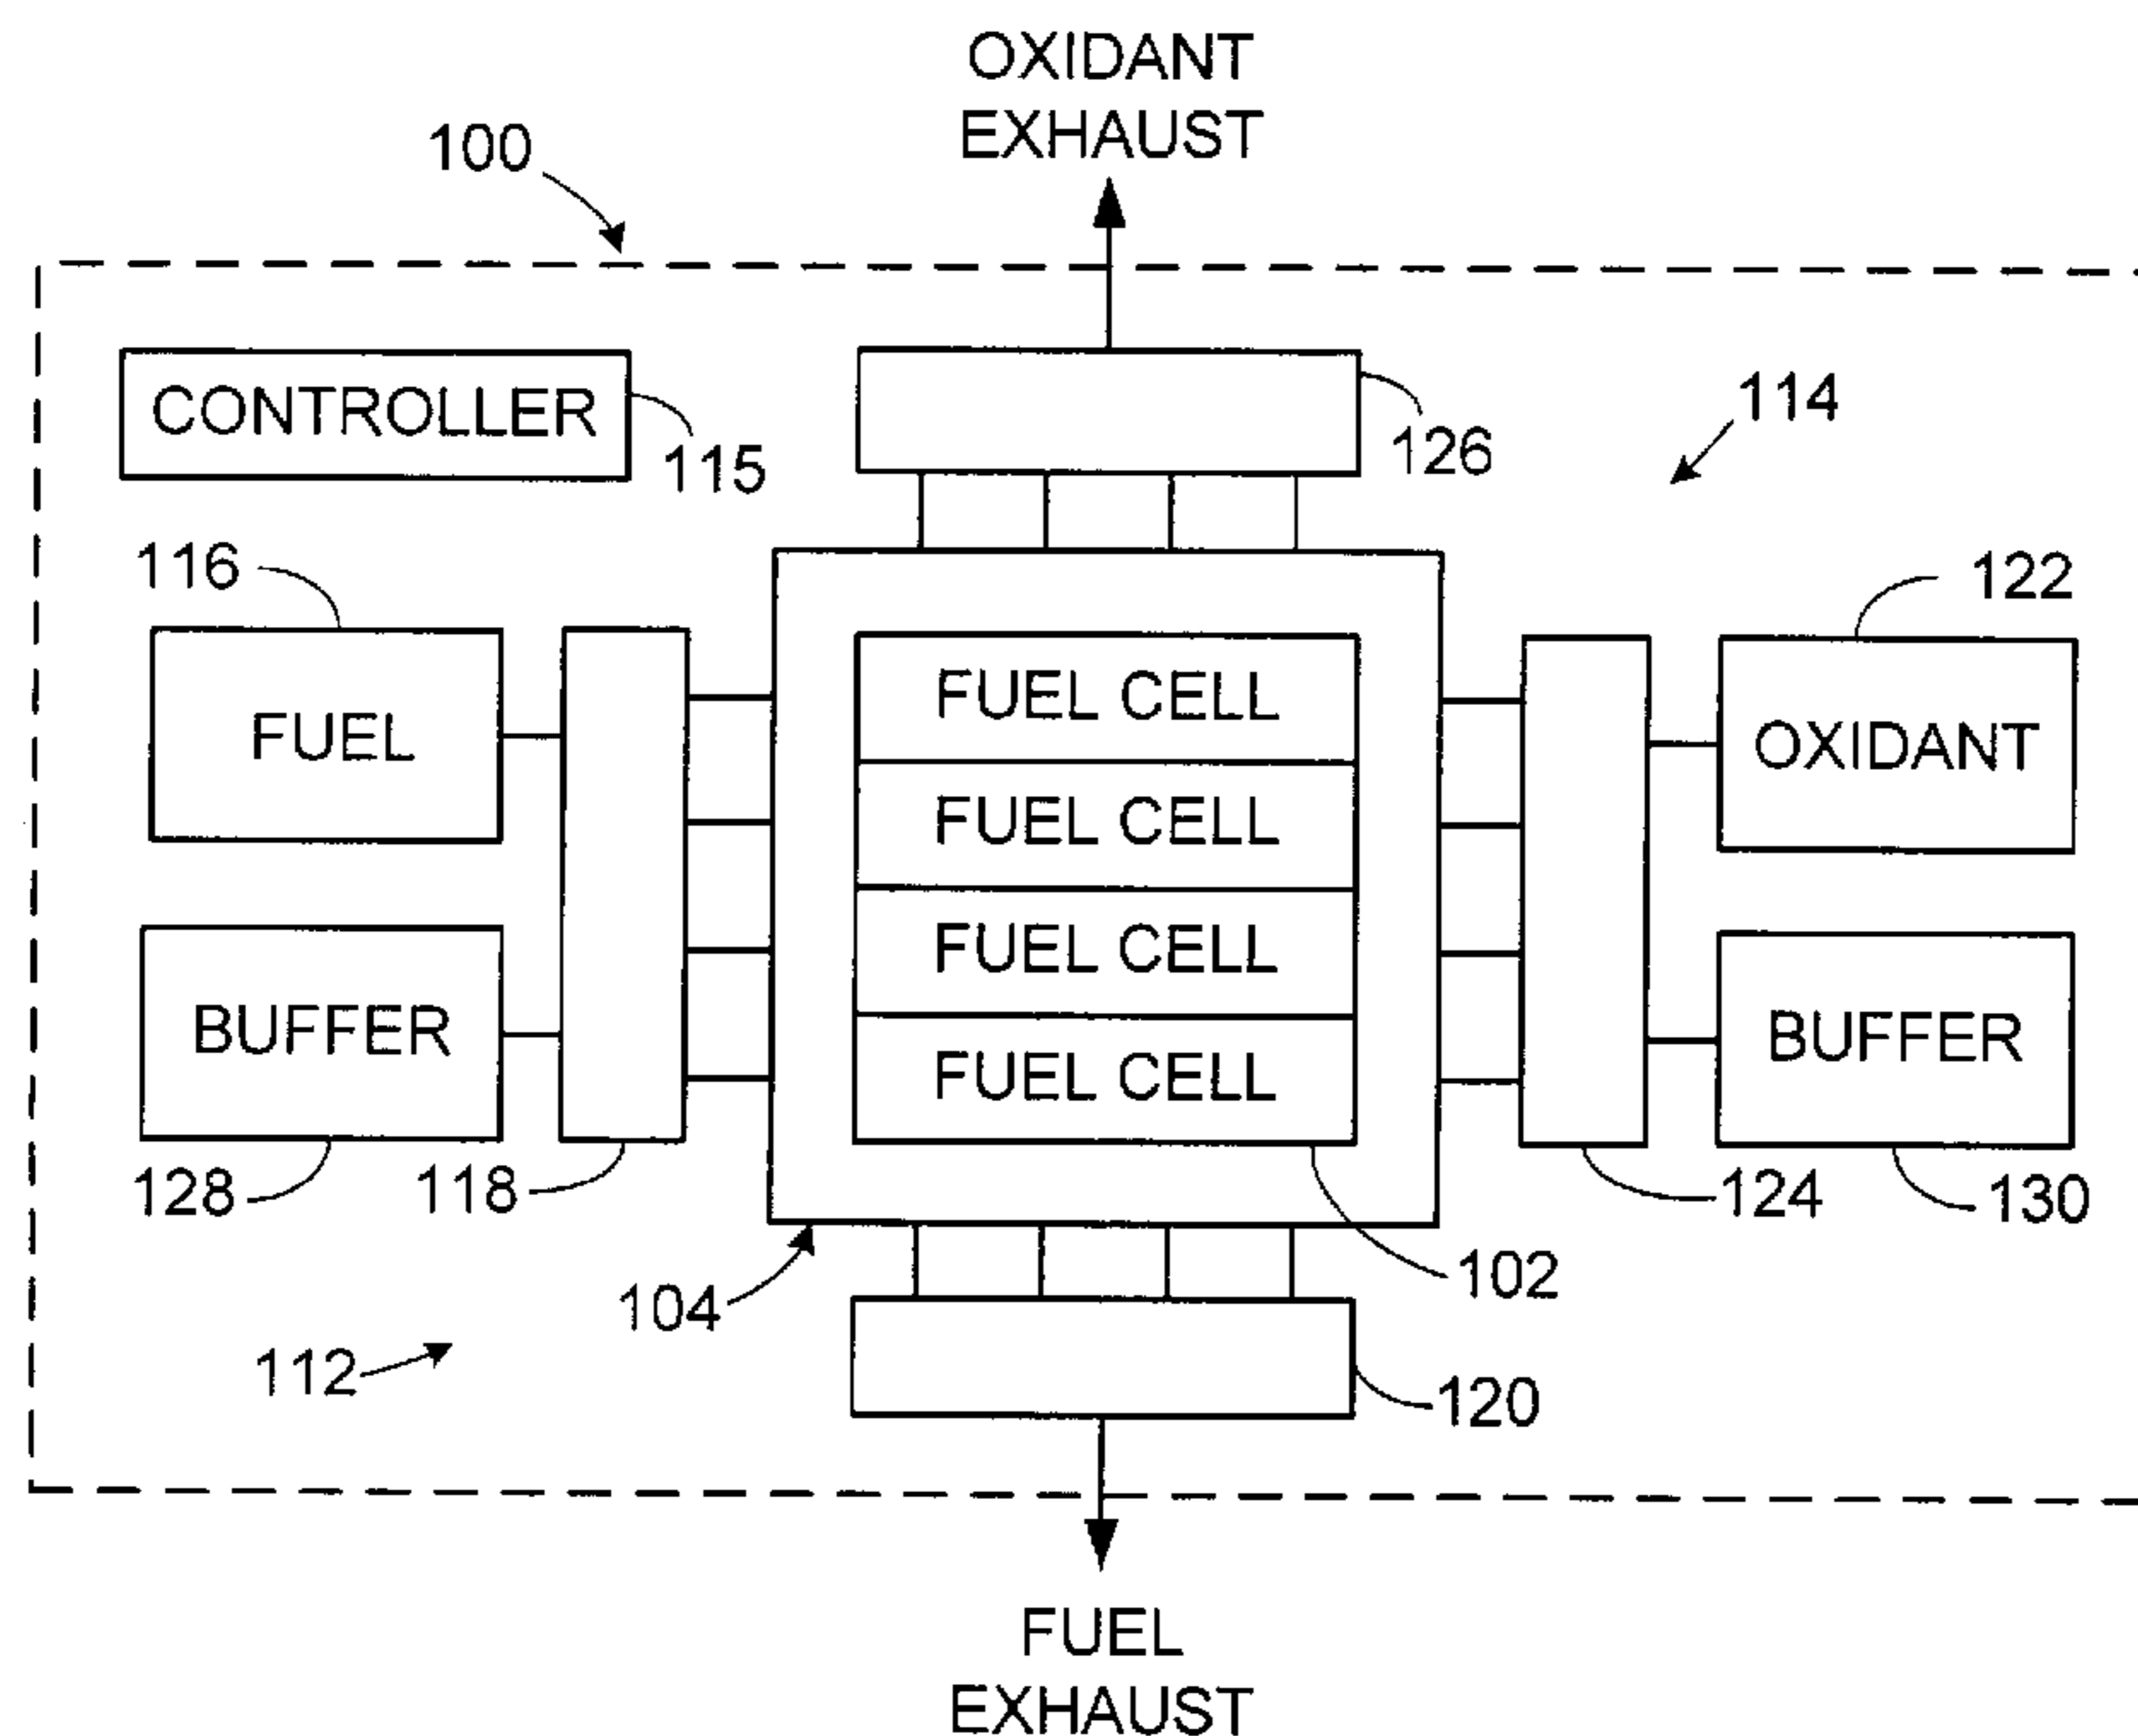 OXIDANT
EXHAUST
100
CONTROLLER
115
126
114
116
122
FUEL
FUEL CELL
OXIDANT
FUEL CELL
BUFFER
FUEL CELL
BUFFER
FUEL CELL
128
118
124
130
104
102
112
120
FUEL
EXHAUST